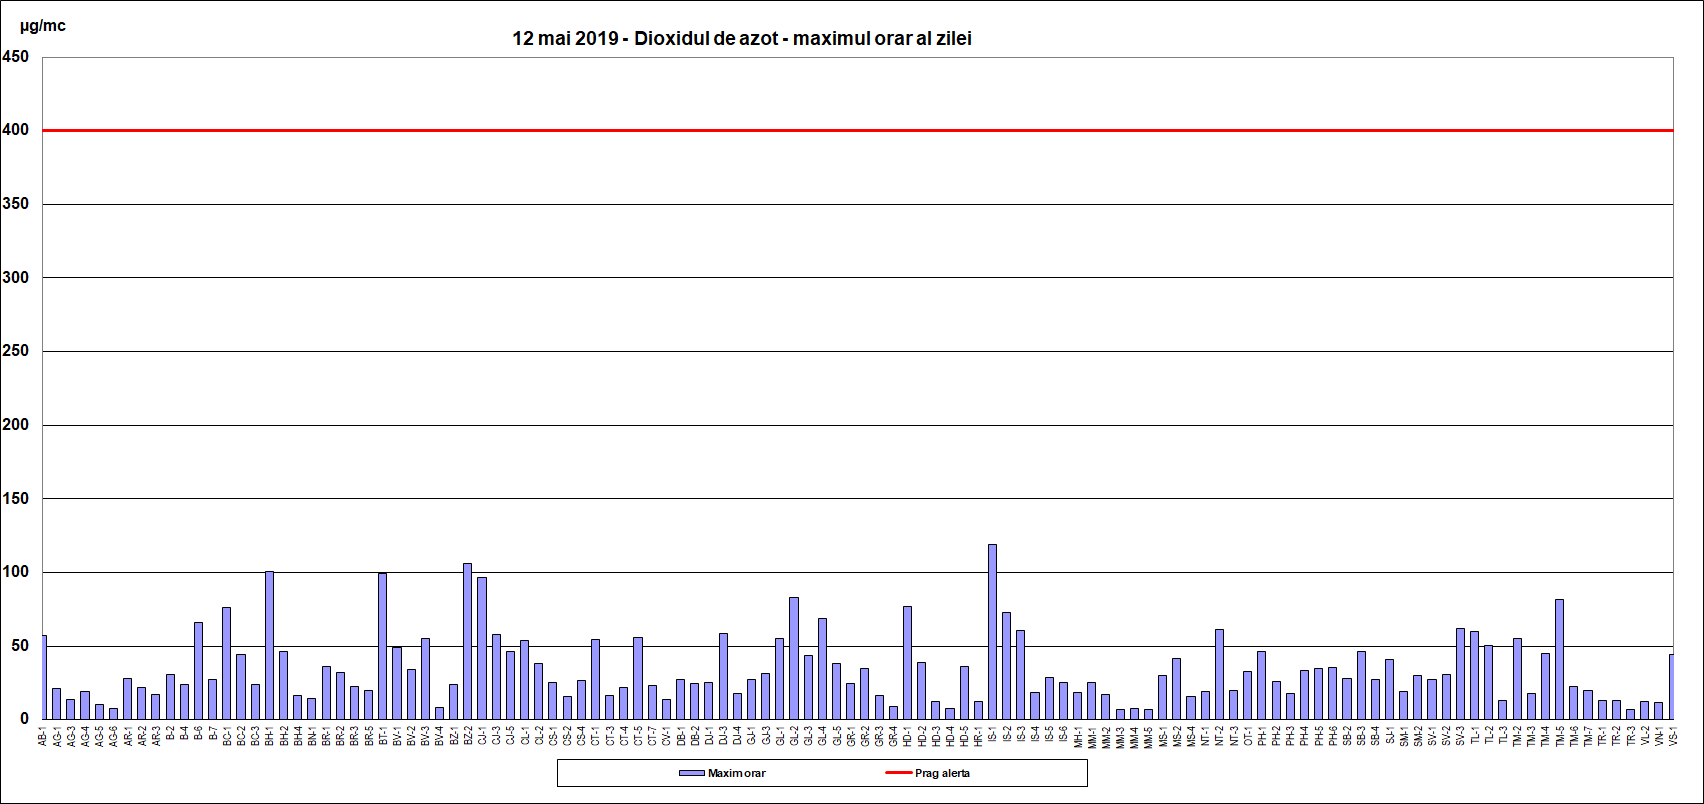 µg/mc
12 mai 2019 - Dioxidul de azot - maximul orar al zilei
450
400
350
300
250
200
150
100
50
0
AB-1 AG-1 AG-3 AG-4 AG-5 AG-6 AR-1 AR-2 AR-3 B-2 B-4 B-6 B-7 BC-1 BC-2 BC-3 BH-1 BH-2 BH-4 BN-1 BR-1 BR-2 BR-3 BR-5 BT-1 BV-1 BV-2 BV-3 BV-4 BZ-1 BZ-2 CJ-1 CJ-3 CJ-5 CL-1 CL-2 CS-1 CS-2 CS-4 CT-1 CT-3 CT-4 CT-5 CT-7 CV-1 DB-1 DB-2 DJ-1 DJ-3 DJ-4 GJ-1 GJ-3 GL-1 GL-2 GL-3 GL-4 GL-5 GR-1 GR-2 GR-3 GR-4 HD-1 HD-2 HD-3 HD-4 HD-5 HR-1 IS-1 IS-2 IS-3 IS-4 IS-5 IS-6 MH-1 MM-1 MM-2 MM-3 MM-4 MM-5 MS-1 MS-2 MS-4 NT-1 NT-2 NT-3 OT-1 PH-1 PH-2 PH-3 PH-4 PH-5 PH-6 SB-2 SB-3 SB-4 SJ-1 SM-1 SM-2 SV-1 SV-2 SV-3 TL-1 TL-2 TL-3 TM-2 TM-3 TM-4 TM-5 TM-6 TM-7 TR-1 TR-2 TR-3 VL-2 VN-1 VS-1
Maxim orar Prag alerta